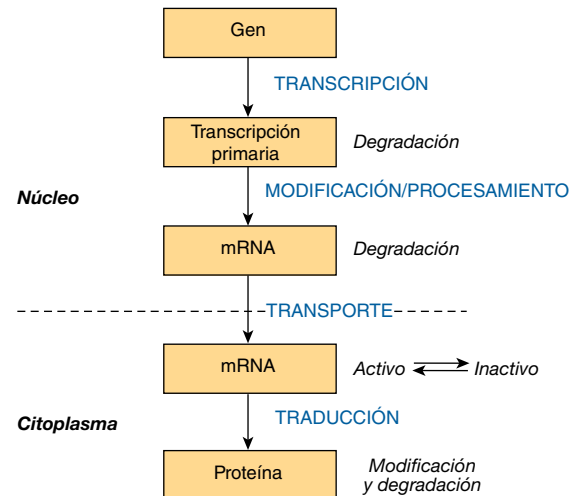 Gen
TRANSCRIPCIÓN
Transcripción
primaria
Degradación
MODIFICACIÓN/PROCESAMIENTO
Núcleo
mRNA
Degradación
TRANSPORTE
mRNA
Activo
Inactivo
TRADUCCIÓN
Citoplasma
Proteína
Modificación
y degradación